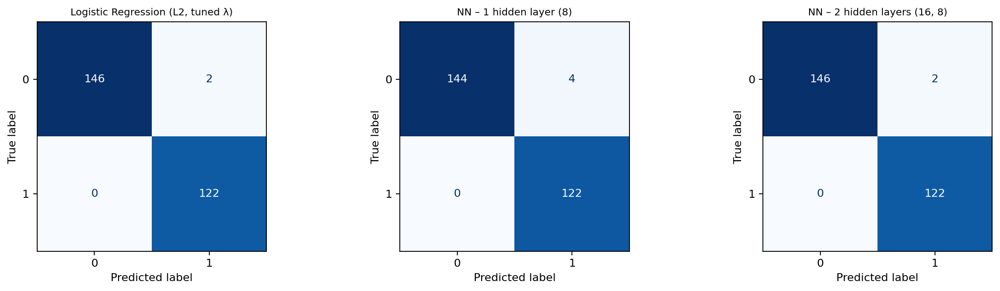 Logistic Regression (L2, tuned λ)
True label
0
1
146
2
0
122
0
1
Predicted label
NN – 1 hidden layer (8)
True label
0
1
144
4
0
122
0
1
Predicted label
NN – 2 hidden layers (16, 8)
True label
0
1
146
2
0
122
0
1
Predicted label